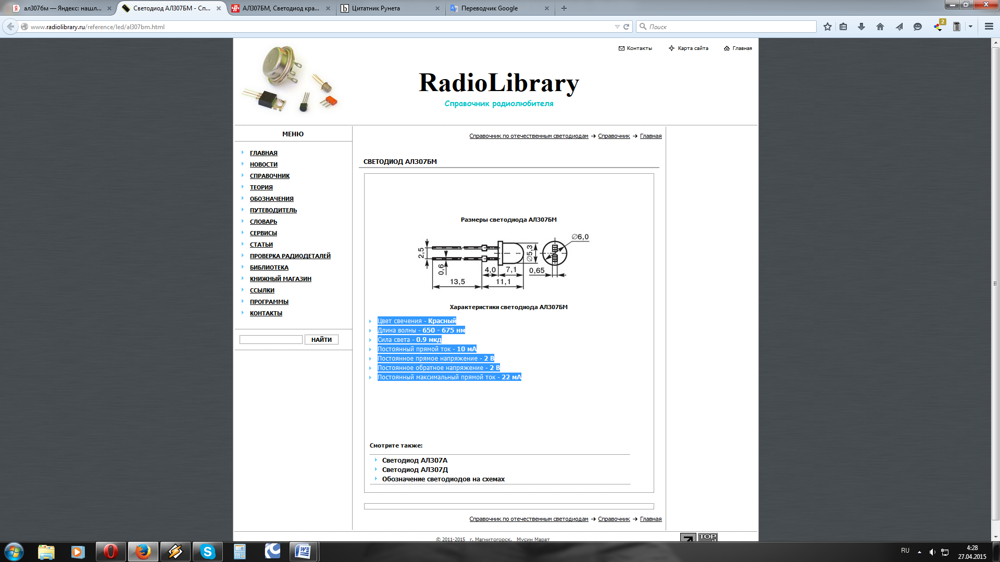 ал307бм — Яндекс: нашл...
Светодиод АЛ307БМ - Сп...
АЛ307БМ, Светодиод кра...
Цитатник Рунета
Переводчик Google
www.radiolibrary.ru/reference/led/al307bm.html
Поиск
2
Контакты
Карта сайта
Главная
RadioLibrary
Справочник радиолюбителя
МЕНЮ
ГЛАВНАЯ
НОВОСТИ
СПРАВОЧНИК
ТЕОРИЯ
ОБОЗНАЧЕНИЯ
ПУТЕВОДИТЕЛЬ
СЛОВАРЬ
СЕРВИСЫ
СТАТЬИ
ПРОВЕРКА РАДИОДЕТАЛЕЙ
БИБЛИОТЕКА
КНИЖНЫЙ МАГАЗИН
ССЫЛКИ
ПРОГРАММЫ
КОНТАКТЫ
НАЙТИ
Справочник по отечественным светодиодам → Справочник → Главная
СВЕТОДИОД АЛ307БМ
Размеры светодиода АЛ307БМ
∅6,0
2,5
∅5,3
0,6
4,0
7,1
0,65
13,5
11,1
Характеристики светодиода АЛ307БМ
Цвет свечения - Красный
Длина волны - 650 - 675 нм
Сила света - 0.9 мкд
Постоянный прямой ток - 10 мА
Постоянное прямое напряжение - 2 В
Постоянное обратное напряжение - 2 В
Постоянный максимальный прямой ток - 22 мА
Смотрите также:
Светодиод АЛ307А
Светодиод АЛ307Д
Обозначение светодиодов на схемах
Справочник по отечественным светодиодам → Справочник → Главная
© 2011-2015 г. Магнитогорск, Мусин Марат
TOP
RU
4:28
27.04.2015